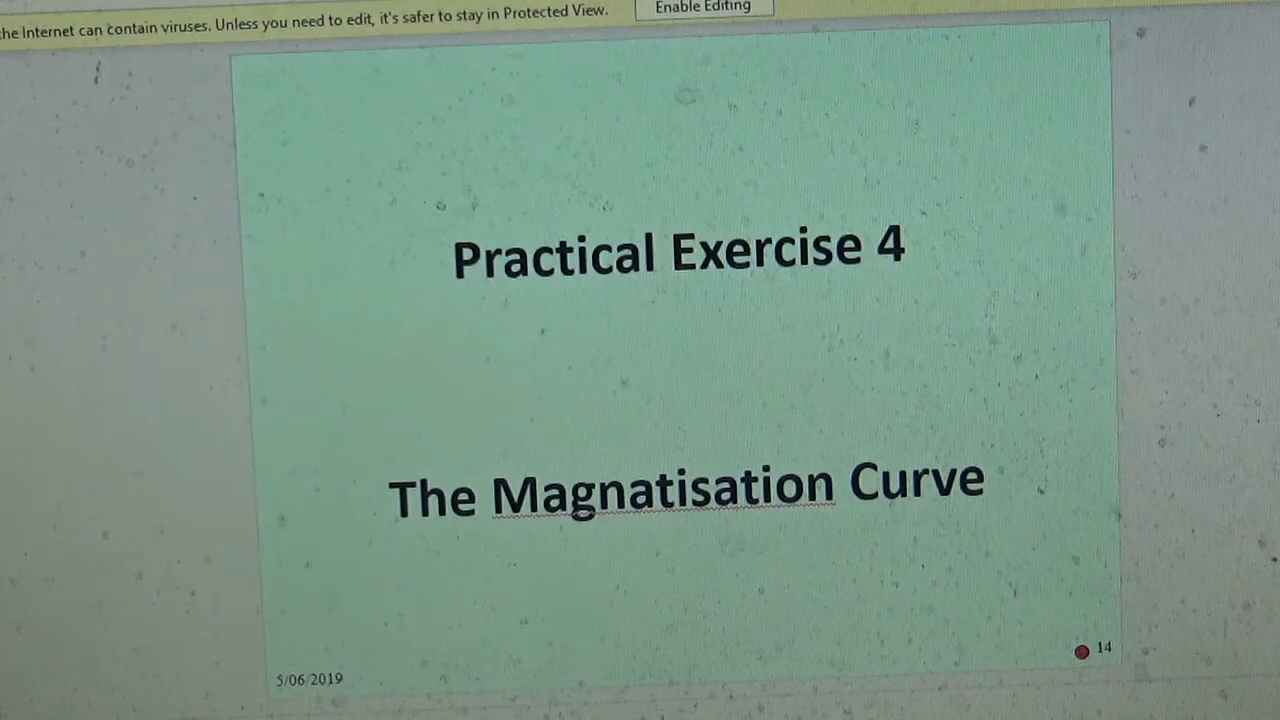 the Internet can contain viruses. Unless you need to edit, it's safer to stay in Protected View.
Enable Editing
Practical Exercise 4
The Magnatisation Curve
5/06/2019
14